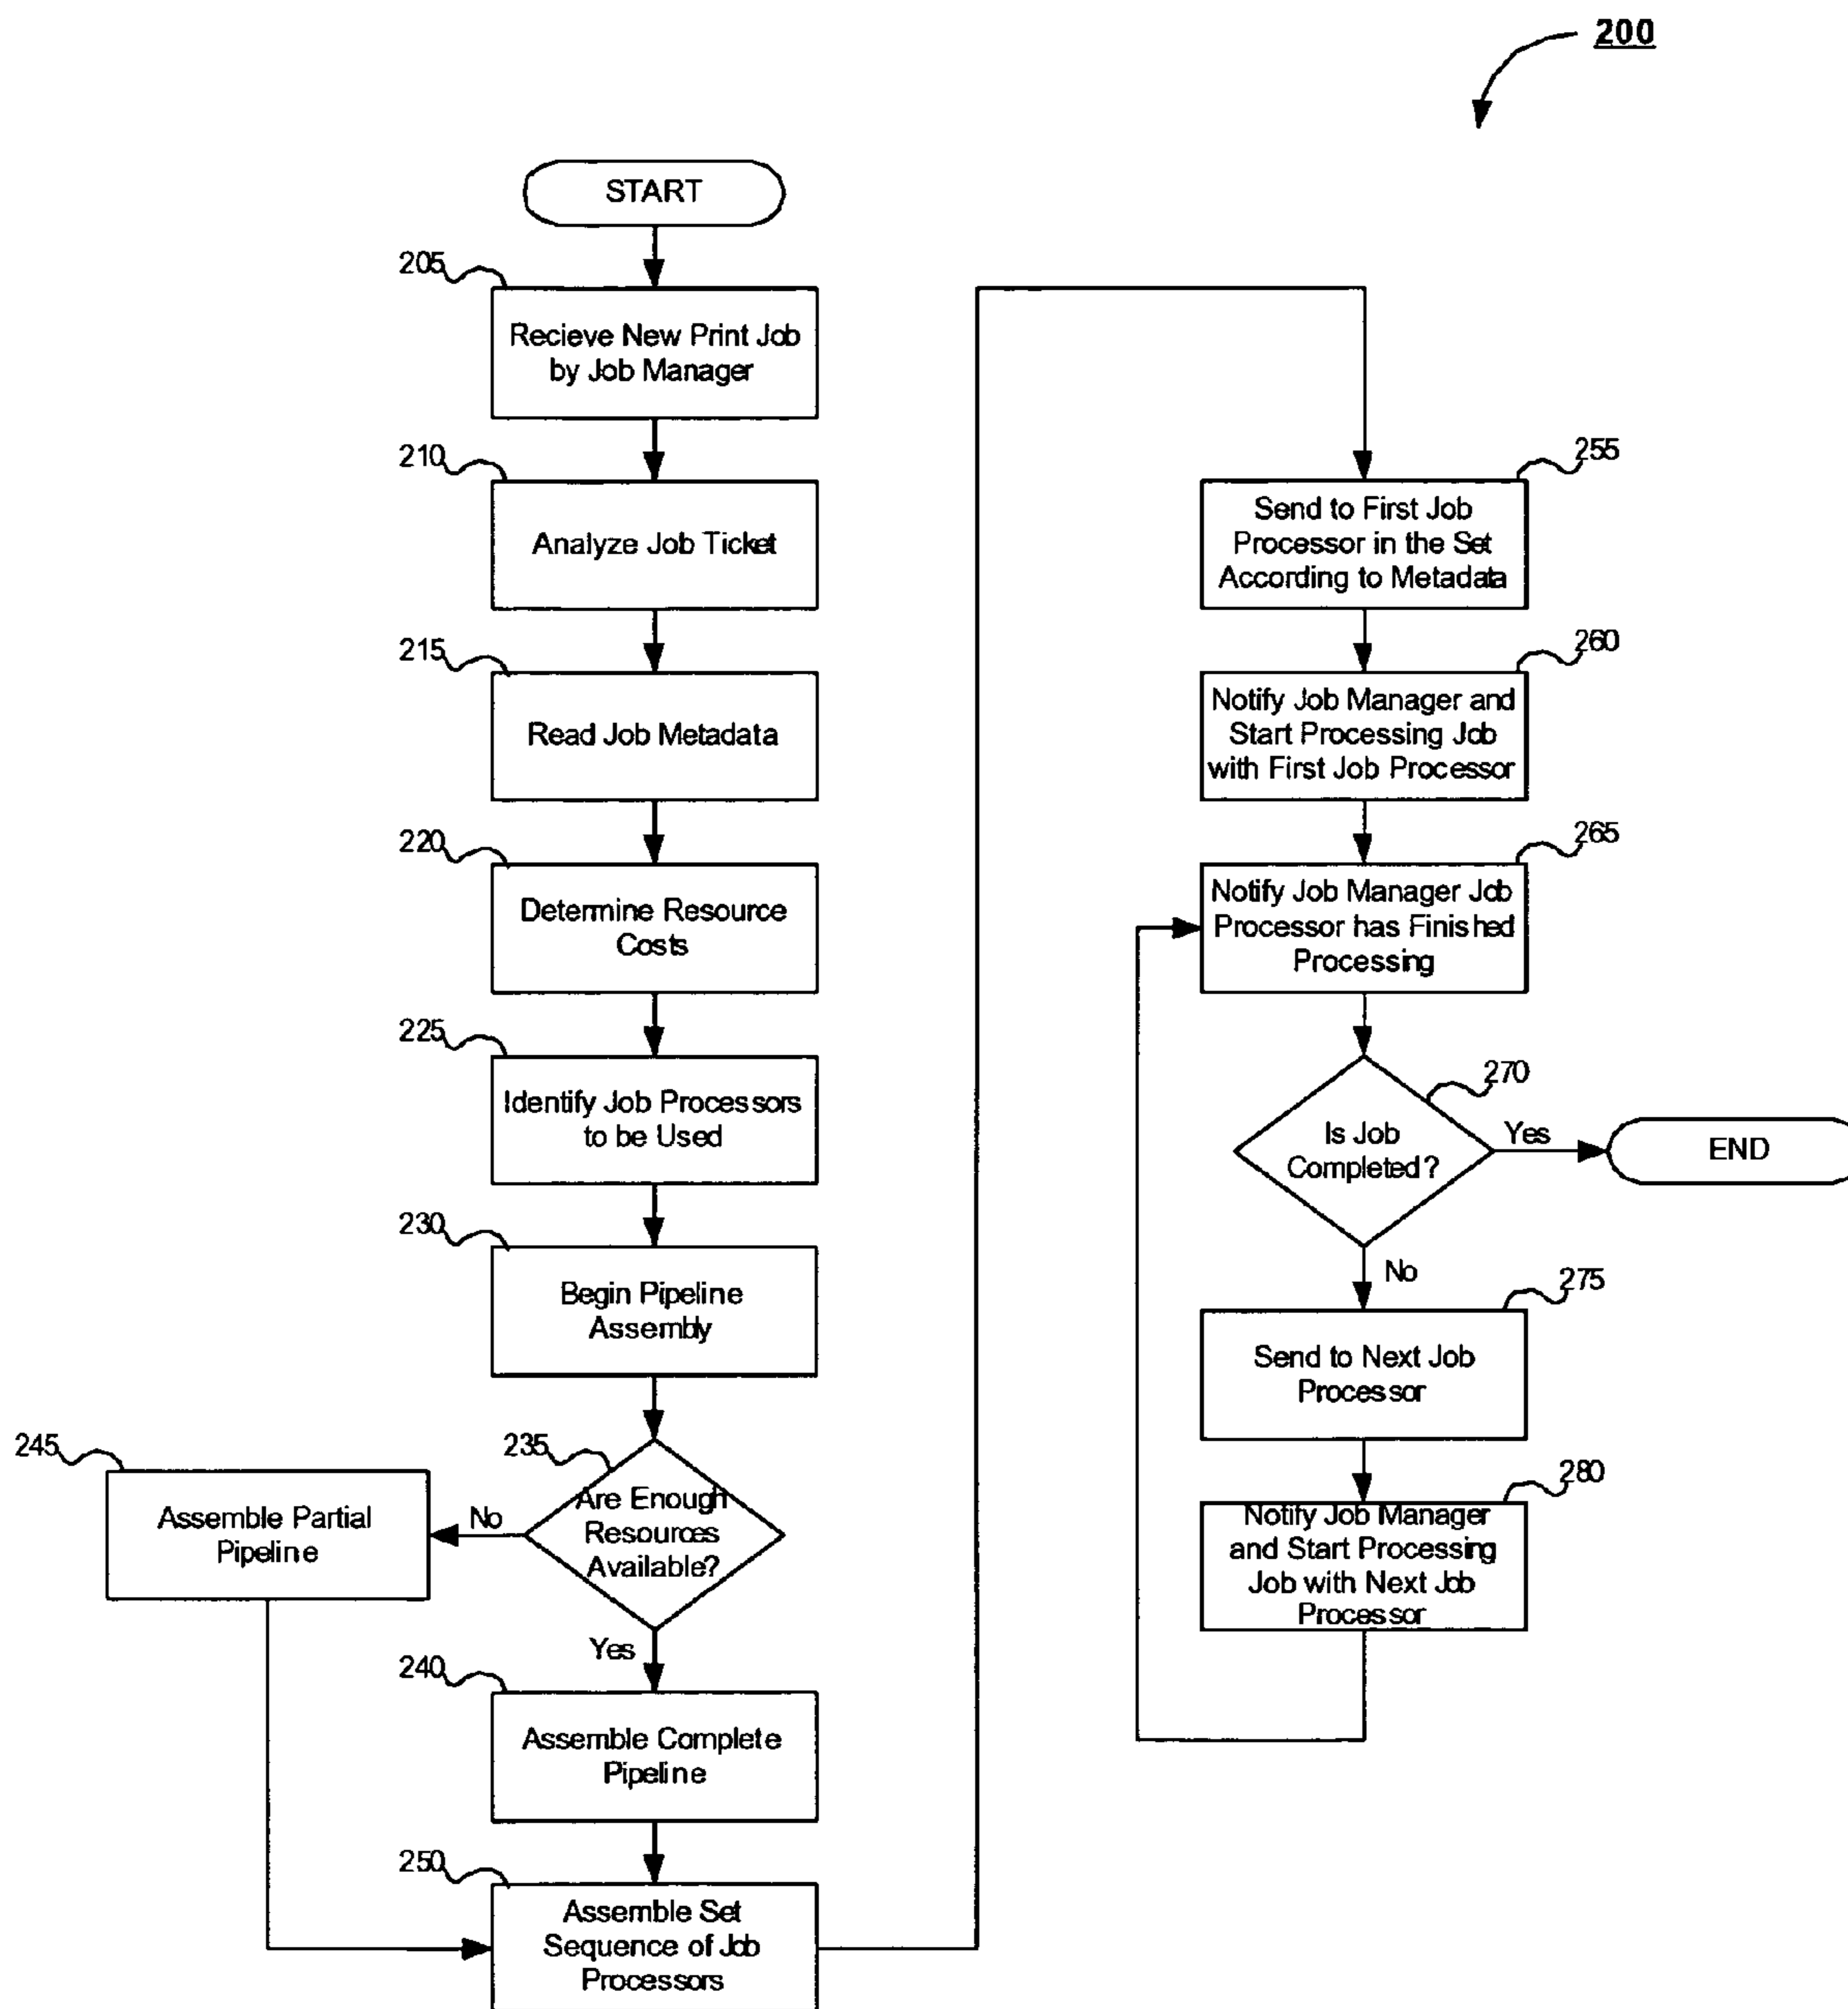 200
START
205
Recieve New Print Job
by Job Manager
210
Analyze Job Ticket
215
Read Job Metadata
220
Determine Resource
Costs
225
Identify Job Processors
to be Used
230
Begin Pipeline
Assembly
235
Are Enough
Resources
Available?
No
245
Assemble Partial
Pipeline
Yes
240
Assemble Complete
Pipeline
250
Assemble Set
Sequence of Job
Processors
255
Send to First Job
Processor in the Set
According to Metadata
260
Notify Job Manager and
Start Processing Job
with First Job Processor
265
Notify Job Manager Job
Processor has Finished
Processing
270
Is Job
Completed?
Yes
END
No
275
Send to Next Job
Processor
280
Notify Job Manager
and Start Processing
Job with Next Job
Processor